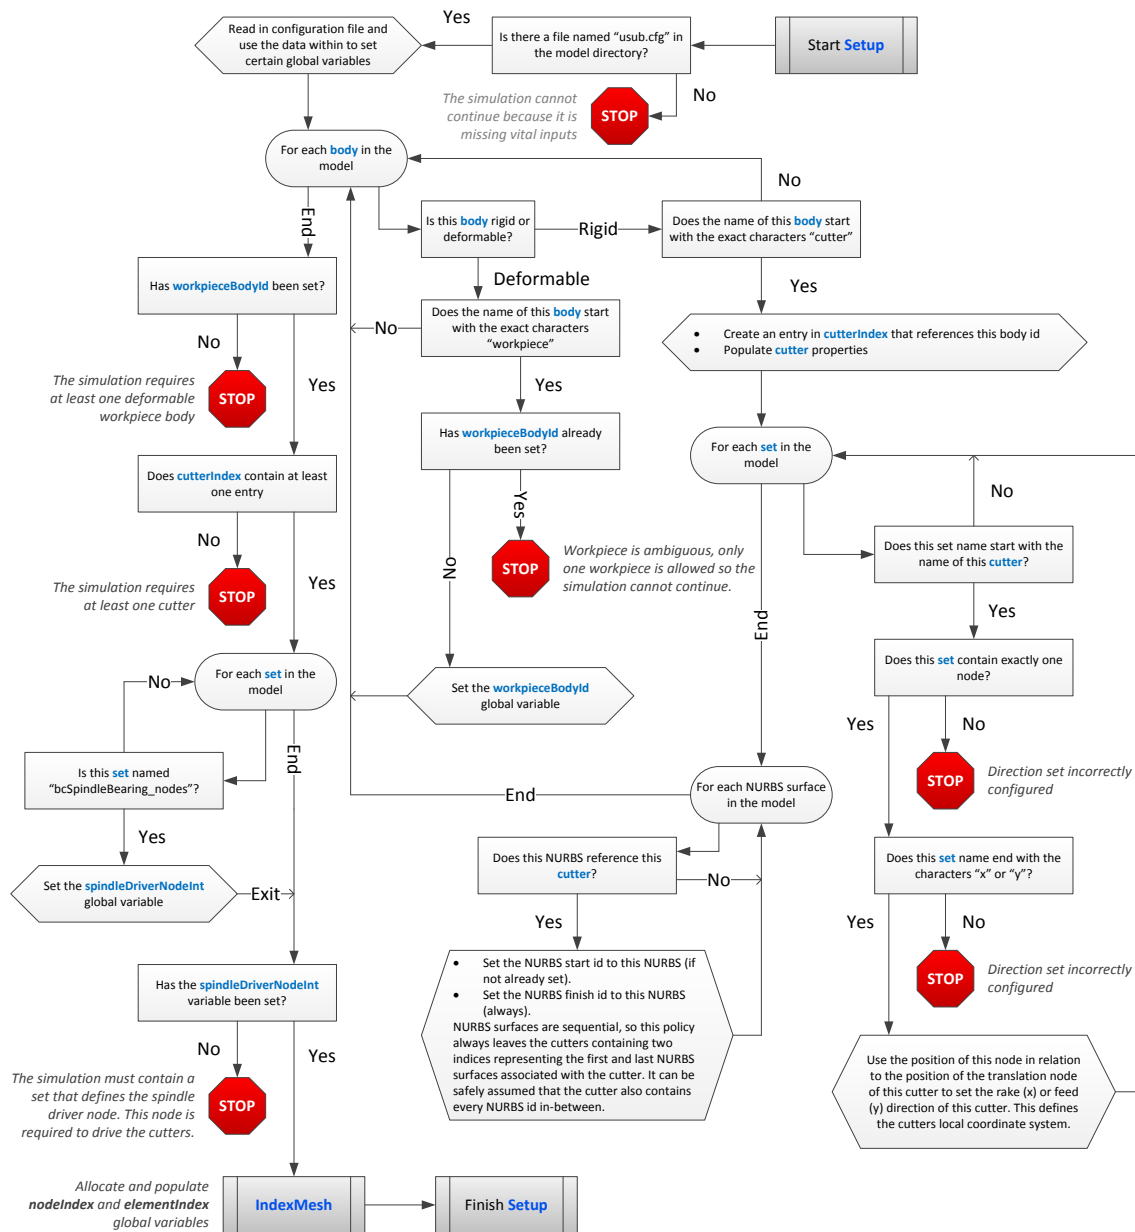 Yes
Read in configuration file and
use the data within to set
certain global variables
Is there a file named “usub.cfg” in
the model directory?
Start Setup
No
The simulation cannot
continue because it is
missing vital inputs
STOP
For each body in the
model
No
End
Is this body rigid or
deformable?
Rigid
Does the name of this body start
with the exact characters “cutter”
Deformable
Yes
Has workpieceBodyId been set?
No
Does the name of this body start
with the exact characters
“workpiece”
• Create an entry in cutterIndex that references this body id
• Populate cutter properties
No
Yes
The simulation requires
at least one deformable
workpiece body
STOP
Yes
Has workpieceBodyId already
been set?
For each set in the
model
Does cutterIndex contain at least
one entry
No
Yes
No
Yes
No
STOP
Workpiece is ambiguous, only
one workpiece is allowed so the
simulation cannot continue.
Does this set name start with the
name of this cutter?
The simulation requires
at least one cutter
STOP
Yes
End
For each set in the
model
No
Does this set contain exactly one
node?
Set the workpieceBodyId
global variable
Yes
No
End
Is this set named
“bcSpindleBearing_nodes”?
STOP
Direction set incorrectly
configured
End
For each NURBS surface
in the model
Yes
Does this NURBS reference this
cutter?
No
Does this set name end with the
characters “x” or “y”?
Set the spindleDriverNodeInt
global variable
Exit
Yes
Yes
No
• Set the NURBS start id to this NURBS (if
not already set).
• Set the NURBS finish id to this NURBS
(always).
NURBS surfaces are sequential, so this policy
always leaves the cutters containing two
indices representing the first and last NURBS
surfaces associated with the cutter. It can be
safely assumed that the cutter also contains
every NURBS id in-between.
STOP
Direction set incorrectly
configured
Has the spindleDriverNodeInt
variable been set?
No
Yes
Use the position of this node in relation
to the position of the translation node
of this cutter to set the rake (x) or feed
(y) direction of this cutter. This defines
the cutters local coordinate system.
The simulation must contain a
set that defines the spindle
driver node. This node is
required to drive the cutters.
STOP
Allocate and populate
nodeIndex and elementIndex
global variables
IndexMesh
Finish Setup